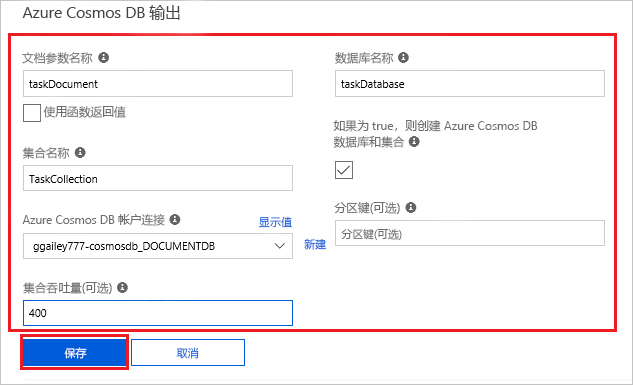 Azure Cosmos DB 输出
文档参数名称
taskDocument
使用函数返回值
集合名称
TaskCollection
Azure Cosmos DB 帐户连接
显示值
ggailey777-cosmosdb_DOCUMENTDB
新建
集合吞吐量(可选)
400
数据库名称
taskDatabase
如果为 true，则创建 Azure Cosmos DB
数据库和集合
分区键(可选)
分区键(可选)
保存
取消